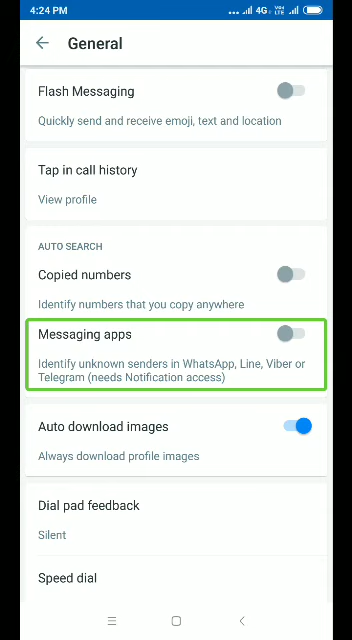 4:24 PM
4G+
VoW
LTE
General
Flash Messaging
Quickly send and receive emoji, text and location
Tap in call history
View profile
AUTO SEARCH
Copied numbers
Identify numbers that you copy anywhere
Messaging apps
Identify unknown senders in WhatsApp, Line, Viber or
Telegram (needs Notification access)
Auto download images
Always download profile images
Dial pad feedback
Silent
Speed dial